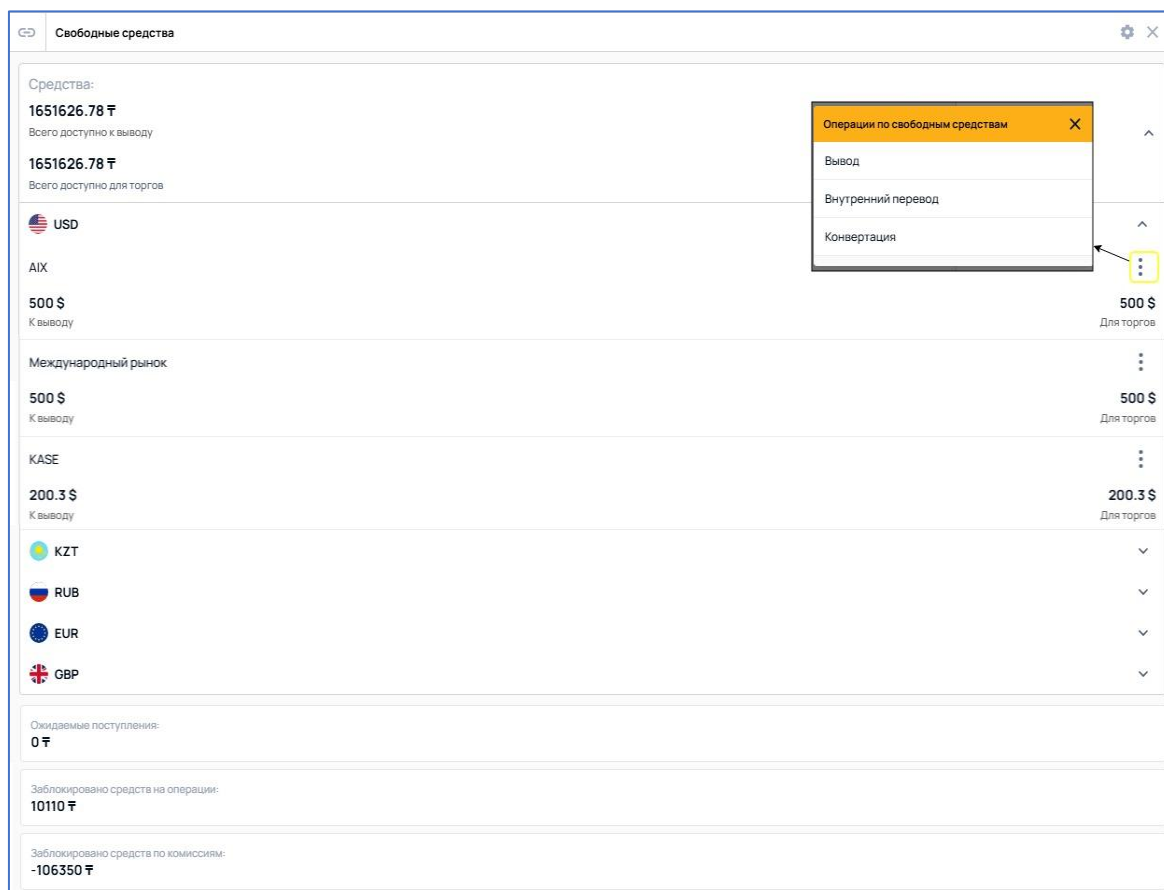 Свободные средства
Средства:
1651626.78 ₸
Всего доступно к выводу
1651626.78 ₸
Всего доступно для торгов
Операции по свободным средствам
Вывод
Внутренний перевод
Конвертация
USD
AIX
500 $ 500 $
К выводу Для торгов
Международный рынок
500 $ 500 $
К выводу Для торгов
KASE
200.3 $ 200.3 $
К выводу Для торгов
KZT
RUB
EUR
GBP
Ожидаемые поступления:
0 ₸
Заблокировано средств на операции:
10110 ₸
Заблокировано средств по комиссиям:
-106350 ₸